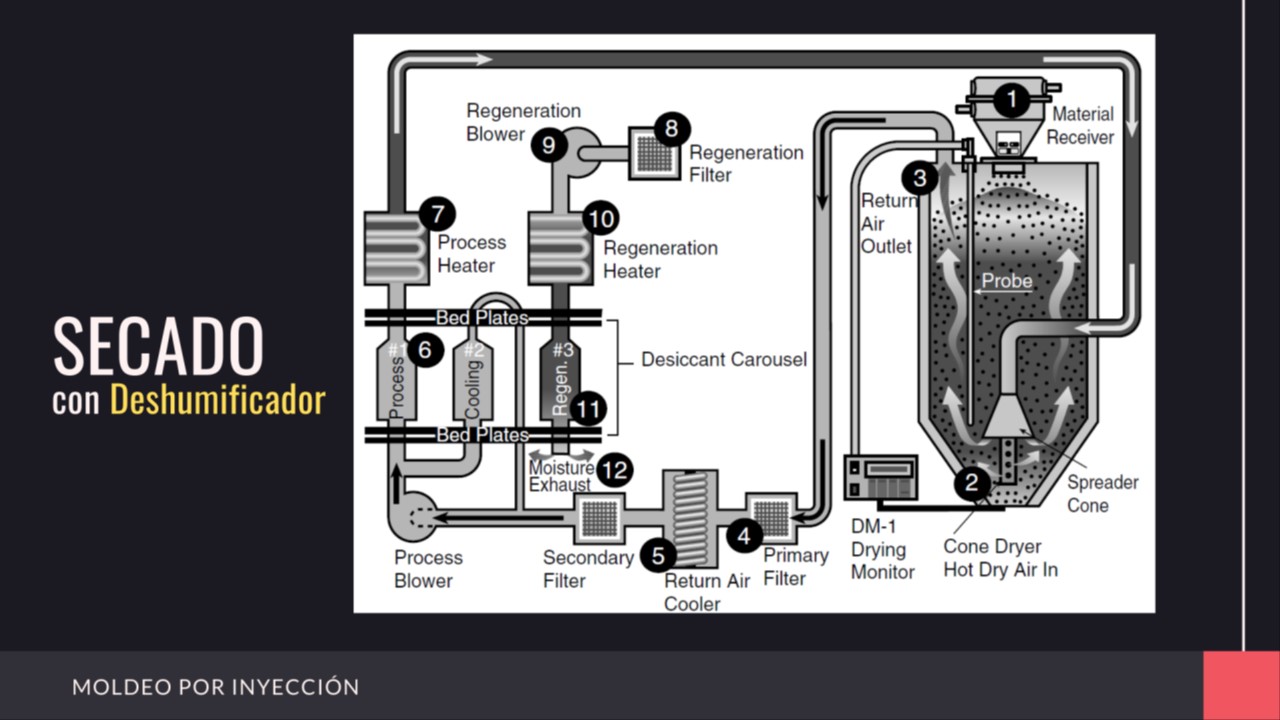 SECADO
con Deshumificador
1
Material
Receiver
Regeneration
Blower
9
8
Regeneration
Filter
3
Return
Air
Outlet
7
Process
Heater
10
Regeneration
Heater
Probe
Bed Plates
#1
6
#2
#3
Process
Cooling
Regen.
Desiccant Carousel
11
Bed Plates
Moisture
Exhaust
12
2
Spreader
Cone
4
5
Process
Blower
Secondary
Filter
Return Air
Cooler
Primary
Filter
DM-1
Drying
Monitor
Cone Dryer
Hot Dry Air In
MOLDEO POR INYECCIÓN